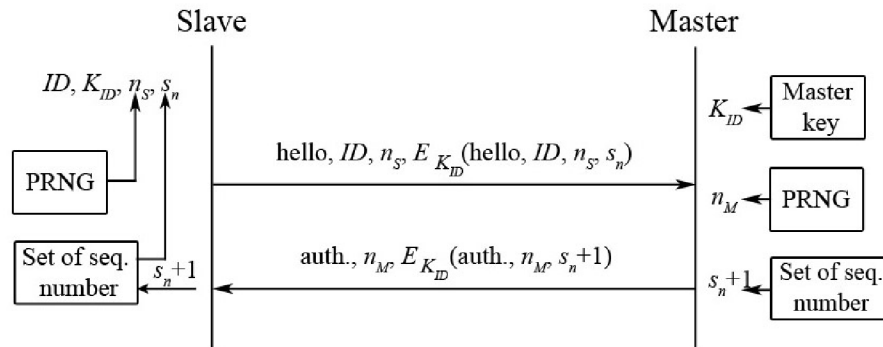 Slave
Master
ID, K_ID, n_S, s_n
PRNG
Set of seq.
number
s_n+1
hello, ID, n_S, E_K_ID(hello, ID, n_S, s_n)
auth., n_M, E_K_ID(auth., n_M, s_n+1)
K_ID
Master
key
n_M
PRNG
s_n+1
Set of seq.
number